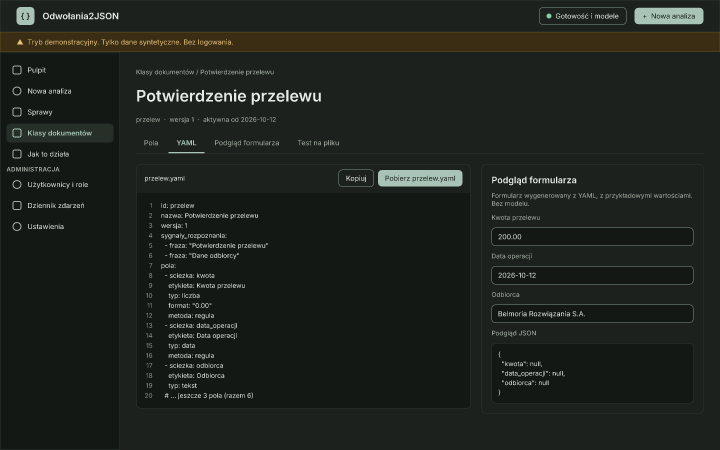 { } Odwołania2JSON
Gotowość i modele
+ Nowa analiza
▲ Tryb demonstracyjny. Tylko dane syntetyczne. Bez logowania.
Pulpit
Nowa analiza
Sprawy
Klasy dokumentów
Jak to działa
ADMINISTRACJA
Użytkownicy i role
Dziennik zdarzeń
Ustawienia
Klasy dokumentów / Potwierdzenie przelewu
Potwierdzenie przelewu
przelew · wersja 1 · aktywna od 2026-10-12
Pola YAML Podgląd formularza Test na pliku
przelew.yaml
Kopiuj
Pobierz przelew.yaml
1 id: przelew
2 nazwa: Potwierdzenie przelewu
3 wersja: 1
4 sygnaly_rozpoznania:
5 - fraza: "Potwierdzenie przelewu"
6 - fraza: "Dane odbiorcy"
7 pola:
8 - sciezka: kwota
9 etykieta: Kwota przelewu
10 typ: liczba
11 format: "0.00"
12 metoda: regula
13 - sciezka: data_operacji
14 etykieta: Data operacji
15 typ: data
16 metoda: regula
17 - sciezka: odbiorca
18 etykieta: Odbiorca
19 typ: tekst
20 # ... jeszcze 3 pola (razem 6)
Podgląd formularza
Formularz wygenerowany z YAML, z przykładowymi wartościami.
Bez modelu.
Kwota przelewu
200.00
Data operacji
2026-10-12
Odbiorca
Belmoria Rozwiązania S.A.
Podgląd JSON
{
"kwota": null,
"data_operacji": null,
"odbiorca": null
}